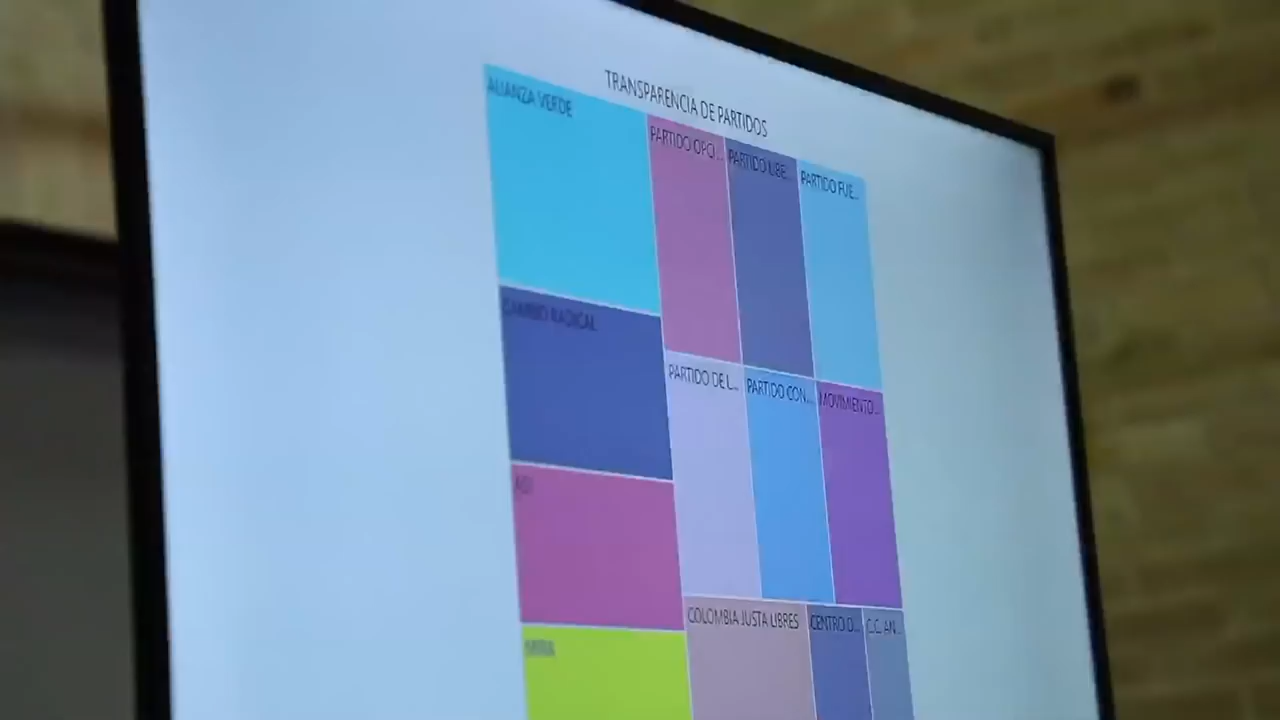 TRANSPARENCIA DE PARTIDOS
ALIANZA VERDE
PARTIDO OPCI...
PARTIDO LIBE...
PARTIDO FUE...
CAMBIO RADICAL
PARTIDO DE L...
PARTIDO CON...
MOVIMIENTO...
COLOMBIA JUSTA LIBRES
CENTRO D...
C.C. AN...